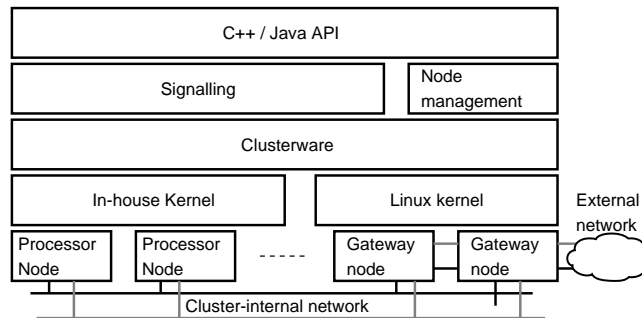 C++ / Java API
Signalling
Node
management
Clusterware
In-house Kernel
Linux kernel
External
network
Processor
Node
Processor
Node
Gateway
node
Gateway
node
Cluster-internal network